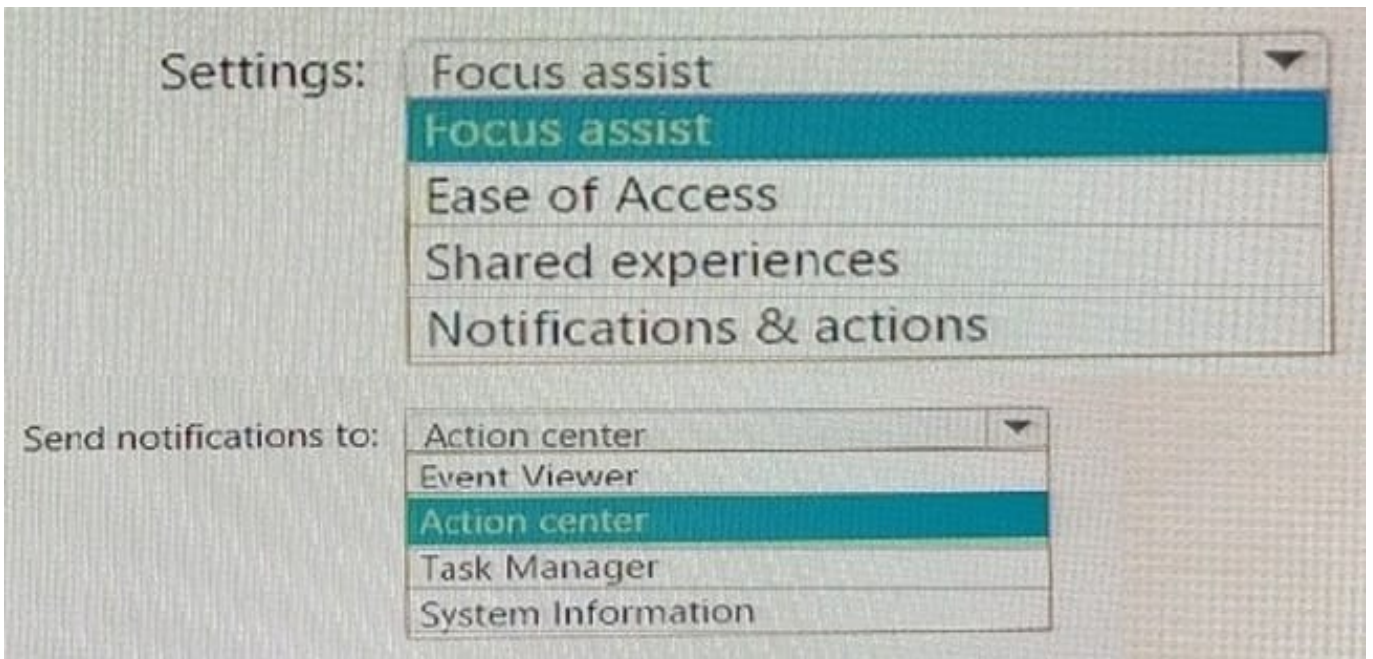 Settings: Focus assist
Focus assist
Ease of Access
Shared experiences
Notifications & actions
Send notifications to: Action center
Event Viewer
Action center
Task Manager
System Information